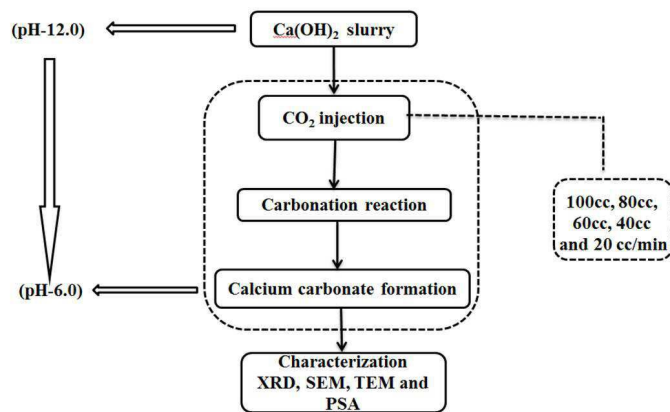 (pH-12.0)
Ca(OH)₂ slurry
CO₂ injection
100cc, 80cc,
60cc, 40cc
and 20 cc/min
Carbonation reaction
(pH-6.0)
Calcium carbonate formation
Characterization
XRD, SEM, TEM and
PSA